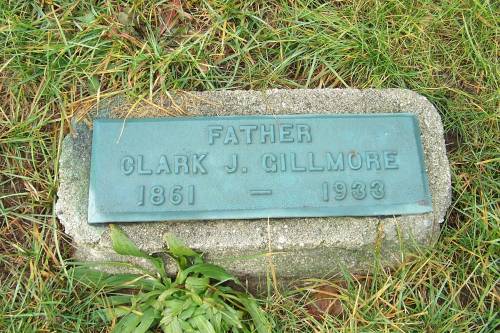 FATHER
CLARK J. GILLMORE
1861 — 1933